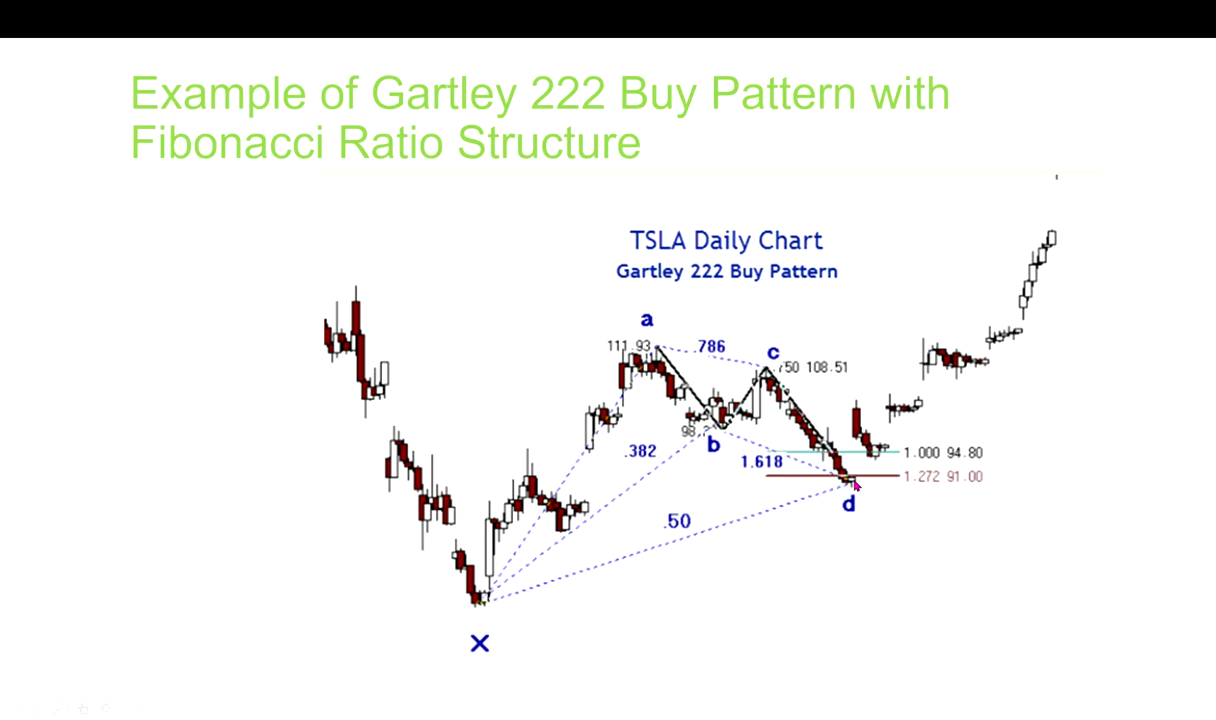 Example of Gartley 222 Buy Pattern with
Fibonacci Ratio Structure
TSLA Daily Chart
Gartley 222 Buy Pattern
a
111.93
.786
c
.750 108.51
b
.382
1.618
1.000 94.80
1.272 91.00
d
.50
X